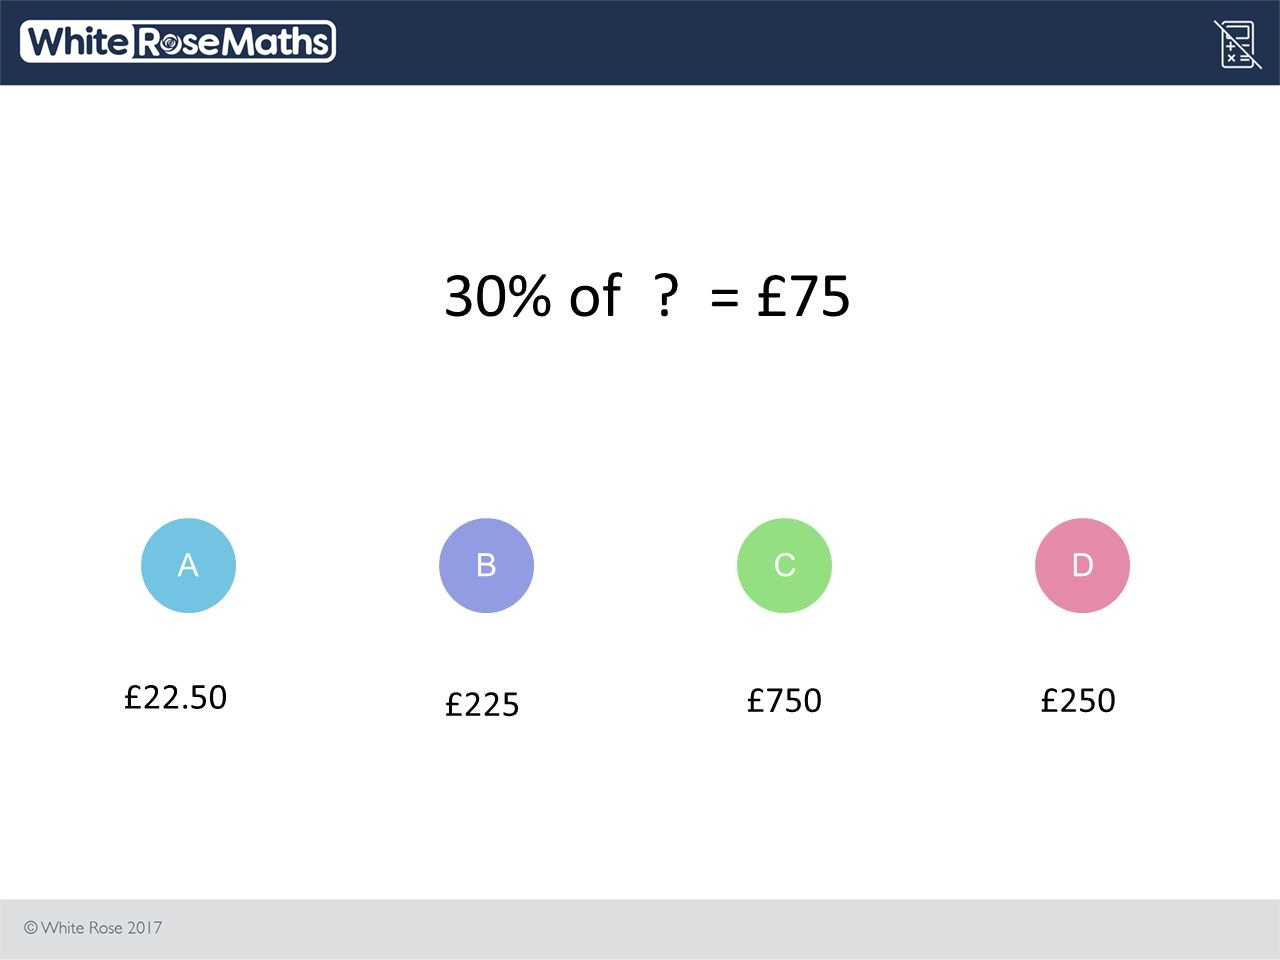 White Rose Maths
30% of ? = £75
A
B
C
D
£22.50
£225
£750
£250
© White Rose 2017